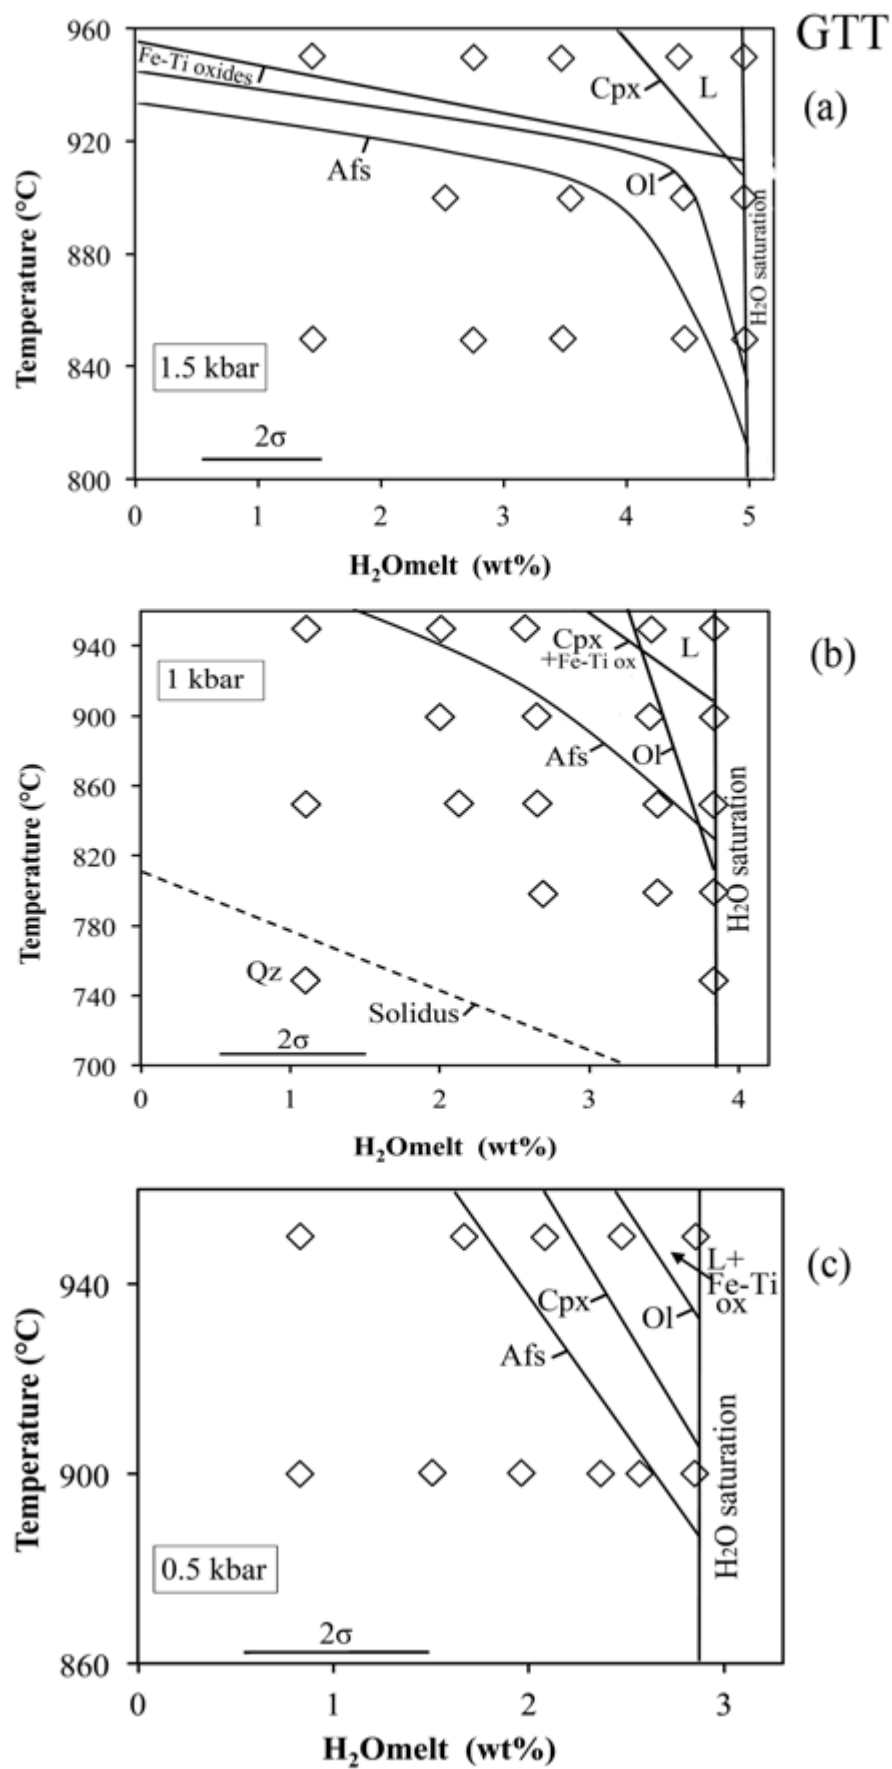 GTT
(a)
960
920
880
840
800
Temperature (°C)
Fe-Ti oxides
Cpx
L
Afs
Ol
H2O saturation
1.5 kbar
2σ
0
1
2
3
4
5
H₂Omelt (wt%)
(b)
940
900
860
820
780
740
700
Temperature (°C)
1 kbar
Cpx
+Fe-Ti ox
L
Afs
Ol
H2O saturation
Qz
Solidus
2σ
0
1
2
3
4
H₂Omelt (wt%)
(c)
940
900
860
Temperature (°C)
L+
Fe-Ti
ox
Cpx
Ol
Afs
H2O saturation
0.5 kbar
2σ
0
1
2
3
H₂Omelt (wt%)